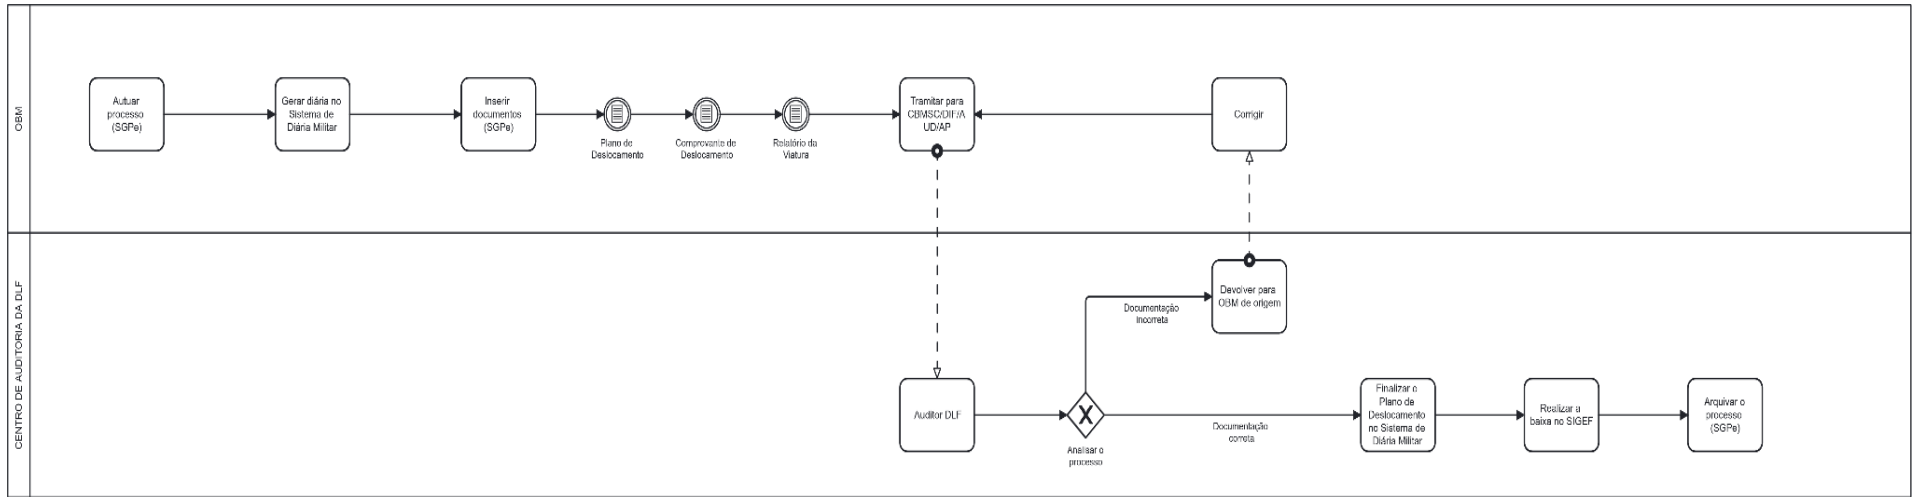 OBM
Autuar
processo
(SGPe)
Gerar diária no
Sistema de
Diária Militar
Inserir
documentos
(SGPe)
Plano de
Deslocamento
Comprovante de
Deslocamento
Relatório da
Viatura
Tramitar para
CBMSC/DIF/A
UD/AP
Corrigir
CENTRO DE AUDITORIA DA DLF
Devolver para
OBM de origem
Documentação
Incorreta
Auditor DLF
Analisar o
processo
Documentação
correta
Finalizar o
Plano de
Deslocamento
no Sistema de
Diária Militar
Realizar a
baixa no SIGEF
Arquivar o
processo
(SGPe)